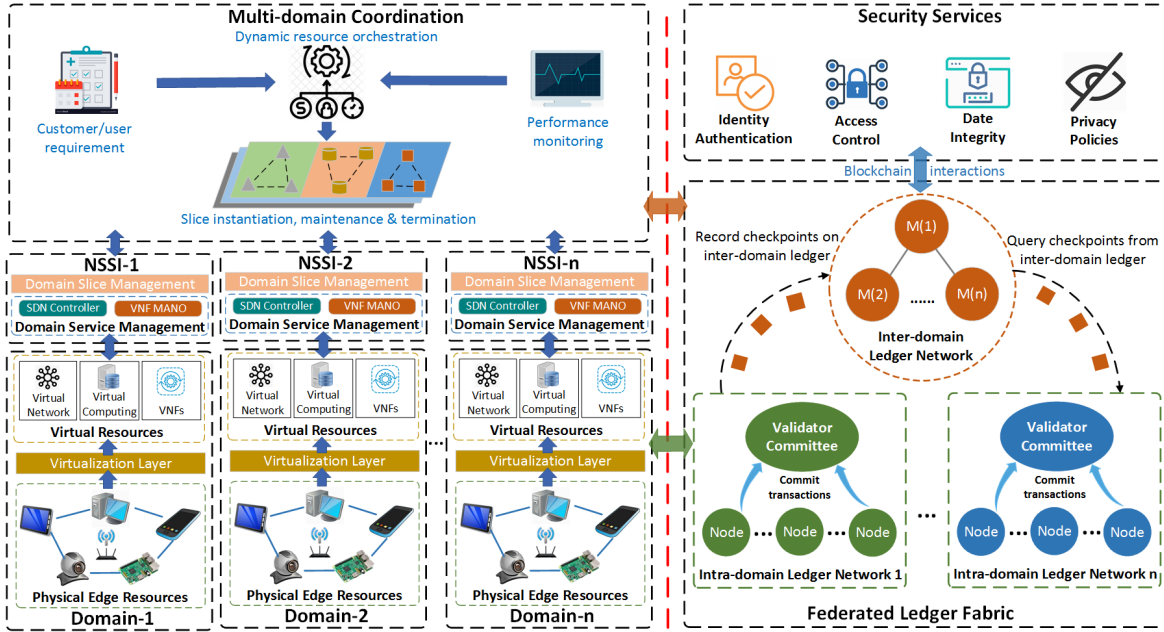 Multi-domain Coordination
Dynamic resource orchestration
Customer/user
requirement
Performance
monitoring
S
A
Slice instantiation, maintenance & termination
NSSI-1
Domain Slice Management
SDN Controller
VNF MANO
Domain Service Management
Virtual
Network
Virtual
Computing
VNFs
Virtual Resources
Virtualization Layer
Physical Edge Resources
Domain-1
NSSI-2
Domain Slice Management
SDN Controller
VNF MANO
Domain Service Management
Virtual
Network
Virtual
Computing
VNFs
Virtual Resources
Virtualization Layer
Physical Edge Resources
Domain-2
...
NSSI-n
Domain Slice Management
SDN Controller
VNF MANO
Domain Service Management
Virtual
Network
Virtual
Computing
VNFs
Virtual Resources
Virtualization Layer
Physical Edge Resources
Domain-n
Security Services
Identity
Authentication
Access
Control
Date
Integrity
Privacy
Policies
Blockchain interactions
Record checkpoints on
inter-domain ledger
M(1)
M(2) ...... M(n)
Inter-domain
Ledger Network
Query checkpoints from
inter-domain ledger
Validator
Committee
Commit
transactions
Node ... Node ... Node
Intra-domain Ledger Network 1
...
Validator
Committee
Commit
transactions
Node ... Node ... Node
Intra-domain Ledger Network n
Federated Ledger Fabric